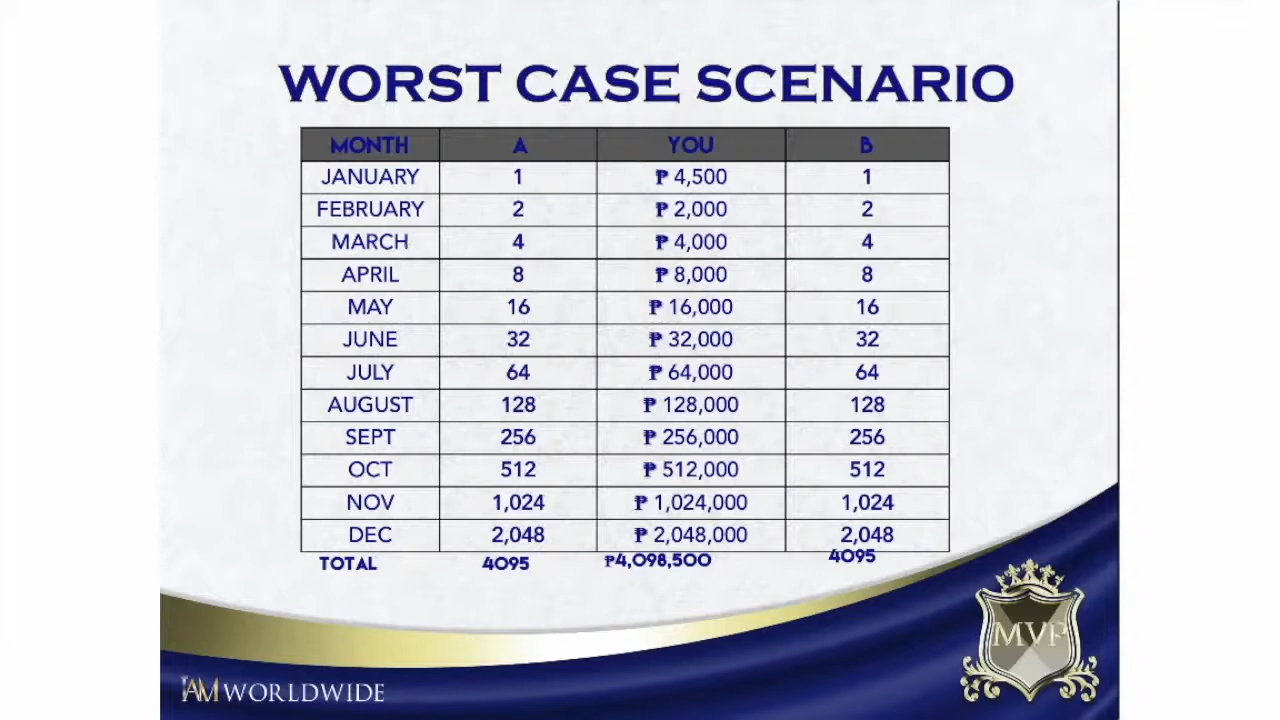 WORST CASE SCENARIO
MONTH A YOU B
JANUARY 1 ₱ 4,500 1
FEBRUARY 2 ₱ 2,000 2
MARCH 4 ₱ 4,000 4
APRIL 8 ₱ 8,000 8
MAY 16 ₱ 16,000 16
JUNE 32 ₱ 32,000 32
JULY 64 ₱ 64,000 64
AUGUST 128 ₱ 128,000 128
SEPT 256 ₱ 256,000 256
OCT 512 ₱ 512,000 512
NOV 1,024 ₱ 1,024,000 1,024
DEC 2,048 ₱ 2,048,000 2,048
TOTAL 4095 ₱4,098,500 4095
MVP
IAM WORLDWIDE